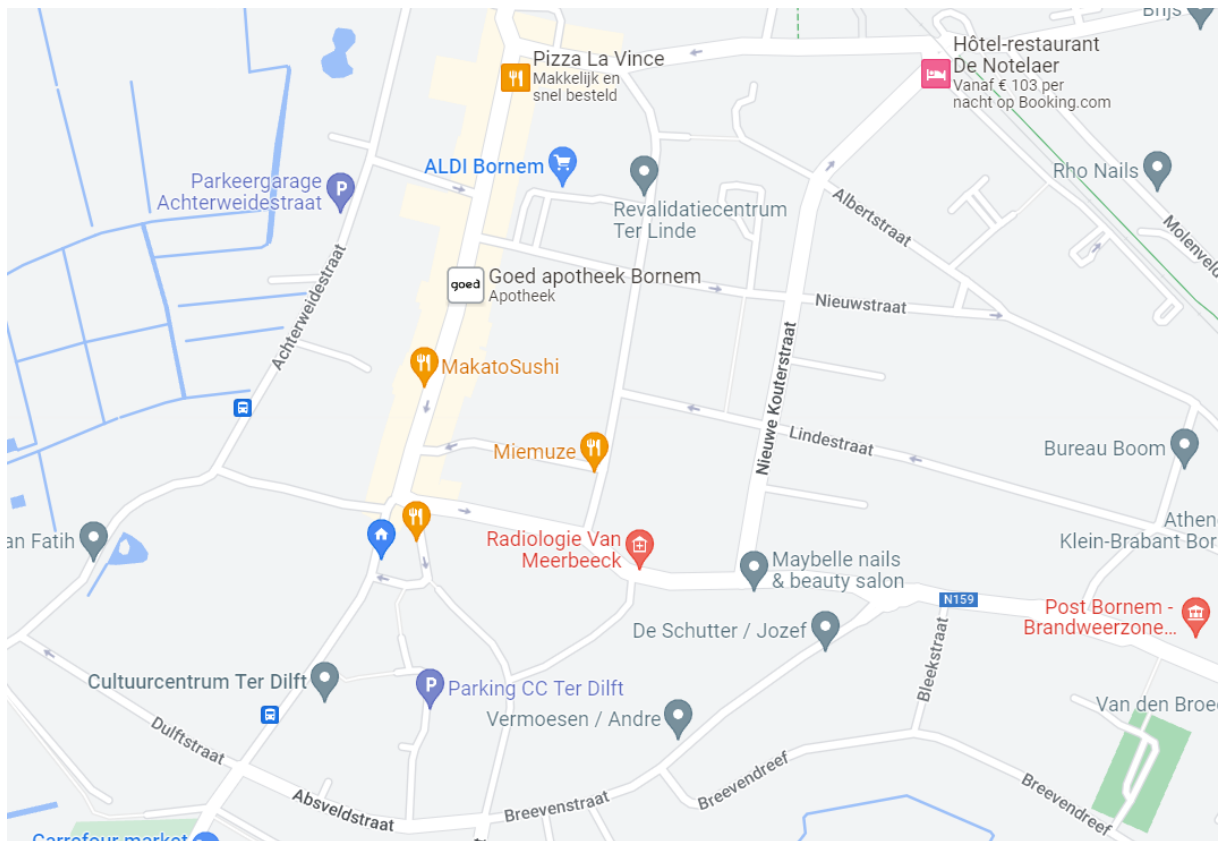 Brijs
Pizza La Vince
Makkelijk en
snel besteld
Hôtel-restaurant
De Notelaer
Vanaf € 103 per
nacht op Booking.com
ALDI Bornem
Parkeergarage
Achterweidestraat
P
Revalidatiecentrum
Ter Linde
Rho Nails
Albertstraat
Molenveld
Achterweidestraat
goed
Goed apotheek Bornem
Apotheek
Nieuwstraat
MakatoSushi
Nieuwe Kouterstraat
Lindestraat
Miemuze
Bureau Boom
an Fatih
Radiologie Van
Meerbeeck
Maybelle nails
& beauty salon
Athen
Klein-Brabant Bor
N159
Post Bornem -
Brandweerzone...
De Schutter / Jozef
Bleekstraat
Cultuurcentrum Ter Dilft
P
Parking CC Ter Dilft
Vermoesen / Andre
Van den Broe
Dulftstraat
Absveldstraat
Breevenstraat
Breevendreef
Breevendreef
Carrefour market